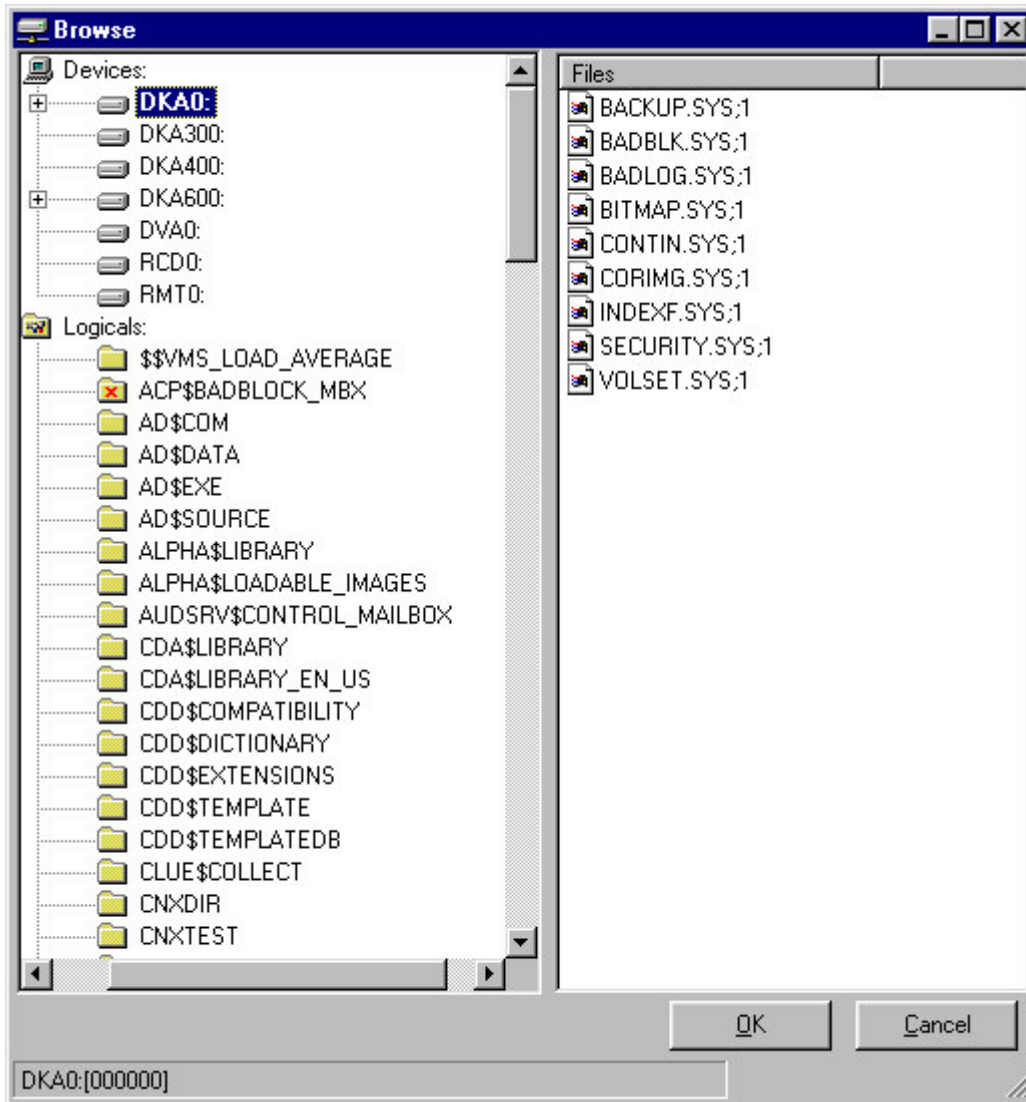 Browse
Devices:
DKA0:
DKA300:
DKA400:
DKA600:
DVA0:
RCD0:
RMT0:
Logicals:
$$VMS_LOAD_AVERAGE
ACP$BADBLOCK_MBX
AD$COM
AD$DATA
AD$EXE
AD$SOURCE
ALPHA$LIBRARY
ALPHA$LOADABLE_IMAGES
AUDSRV$CONTROL_MAILBOX
CDA$LIBRARY
CDA$LIBRARY_EN_US
CDD$COMPATIBILITY
CDD$DICTIONARY
CDD$EXTENSIONS
CDD$TEMPLATE
CDD$TEMPLATEDB
CLUE$COLLECT
CNXDIR
CNXTEST
Files
BACKUP.SYS;1
BADBLK.SYS;1
BADLOG.SYS;1
BITMAP.SYS;1
CONTIN.SYS;1
CORIMG.SYS;1
INDEXF.SYS;1
SECURITY.SYS;1
VOLSET.SYS;1
OK
Cancel
DKA0:[000000]